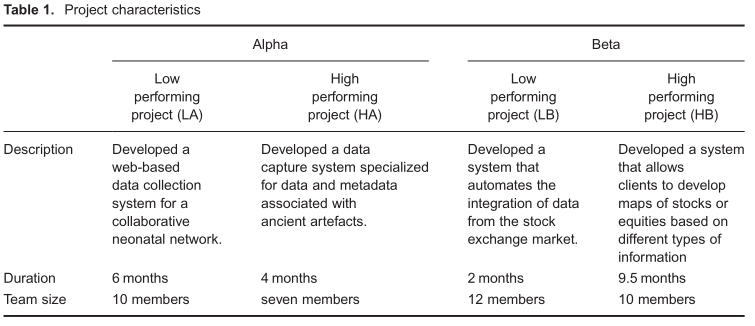 Table 1. Project characteristics
Alpha Beta
Low performing project (LA) High performing project (HA) Low performing project (LB) High performing project (HB)
Description Developed a web-based data collection system for a collaborative neonatal network. Developed a data capture system specialized for data and metadata associated with ancient artefacts. Developed a system that automates the integration of data from the stock exchange market. Developed a system that allows clients to develop maps of stocks or equities based on different types of information
Duration 6 months 4 months 2 months 9.5 months
Team size 10 members seven members 12 members 10 members